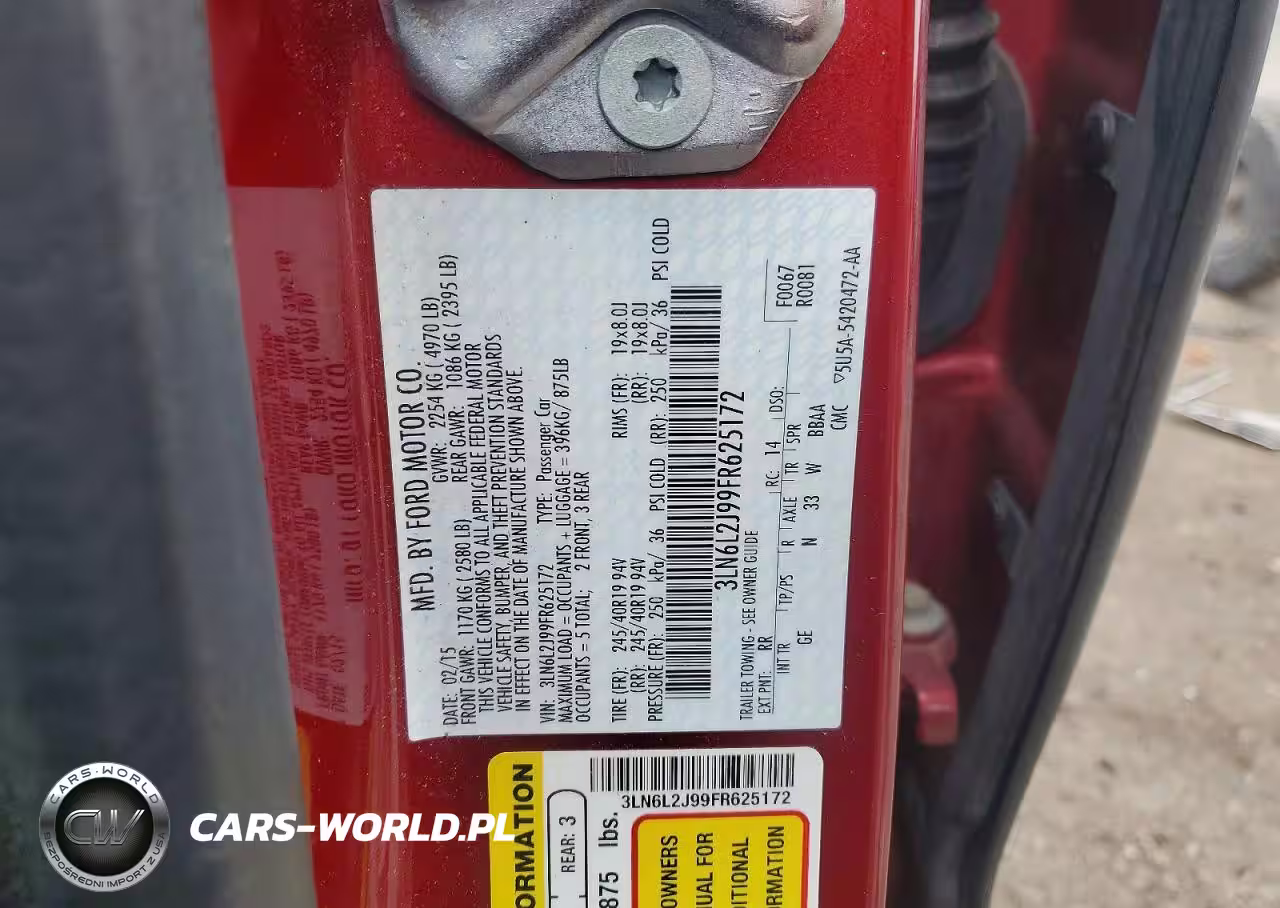 MFD. BY FORD MOTOR CO.
DATE: 02/15 GVWR: 2254 KG ( 4970 LB)
FRONT GAWR: 1170 KG ( 2580 LB) REAR GAWR: 1086 KG ( 2395 LB)
THIS VEHICLE CONFORMS TO ALL APPLICABLE FEDERAL MOTOR
VEHICLE SAFETY, BUMPER, AND THEFT PREVENTION STANDARDS
IN EFFECT ON THE DATE OF MANUFACTURE SHOWN ABOVE.
VIN: 3LN6L2J99FR625172 TYPE: Passenger Car
MAXIMUM LOAD = OCCUPANTS + LUGGAGE = 396KG/ 875LB
OCCUPANTS = 5 TOTAL; 2 FRONT, 3 REAR
TIRE (FR): 245/40R19 94V RIMS (FR): 19x8.0J
(RR): 245/40R19 94V (RR): 19x8.0J
PRESSURE (FR): 250 kPa/ 36 PSI COLD (RR): 250 kPa/ 36 PSI COLD
3LN6L2J99FR625172
TRAILER TOWING - SEE OWNER GUIDE
EXT PNT: RR RC: 14 DSO: F0067
R0081
INT TR TP/PS R AXLE TR SPR
GE N 33 W BBAA
CMC ▽5U5A-5420472-AA
3LN6L2J99FR625172
ORMATION
REAR: 3
875 lbs.
OWNERS
UAL FOR
DITIONAL
RMATION
CARS-WORLD
CW
BEZPOŚREDNI IMPORT Z USA
CARS-WORLD.PL